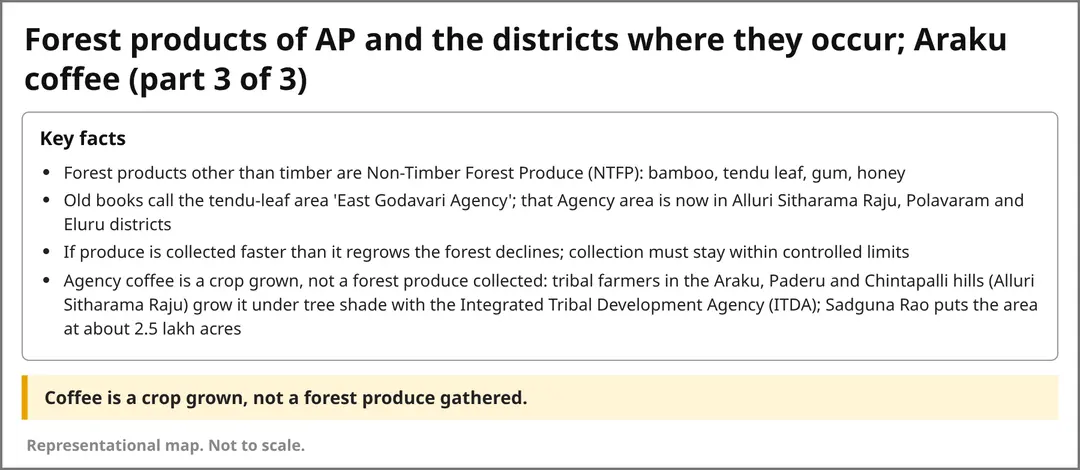 Forest products of AP and the districts where they occur; Araku
coffee (part 3 of 3)
Key facts
• Forest products other than timber are Non-Timber Forest Produce (NTFP): bamboo, tendu leaf, gum, honey
• Old books call the tendu-leaf area 'East Godavari Agency'; that Agency area is now in Alluri Sitharama Raju, Polavaram and
Eluru districts
• If produce is collected faster than it regrows the forest declines; collection must stay within controlled limits
• Agency coffee is a crop grown, not a forest produce collected: tribal farmers in the Araku, Paderu and Chintapalli hills (Alluri
Sitharama Raju) grow it under tree shade with the Integrated Tribal Development Agency (ITDA); Sadguna Rao puts the area
at about 2.5 lakh acres
Coffee is a crop grown, not a forest produce gathered.
Representational map. Not to scale.